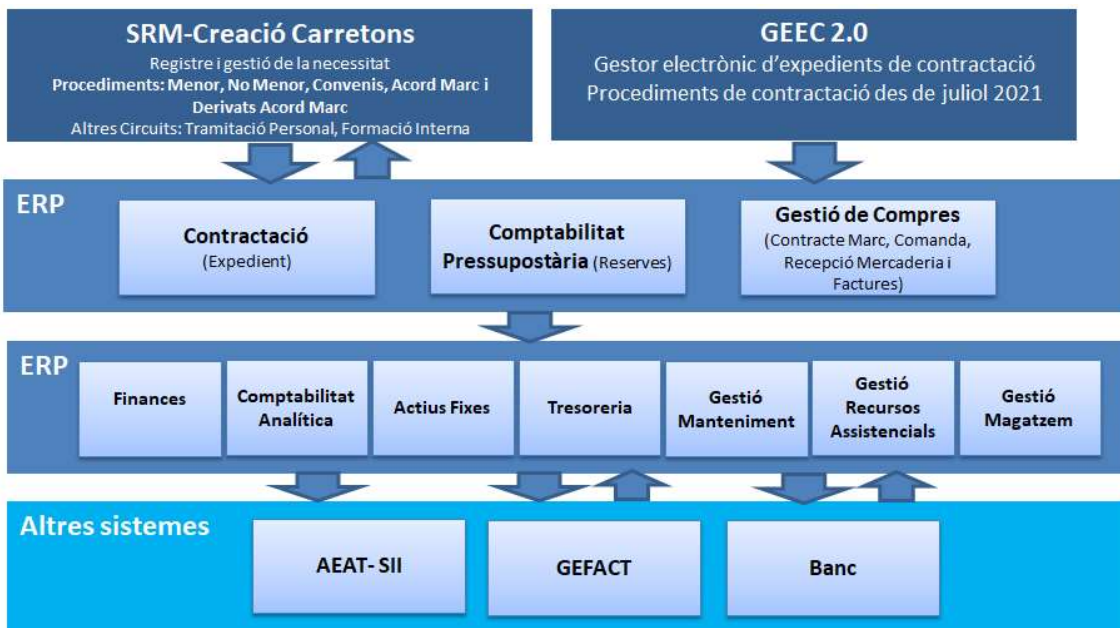 SRM-Creació Carretons
Registre i gestió de la necessitat
Procediments: Menor, No Menor, Convenis, Acord Marc i
Derivats Acord Marc
Altres Circuits: Tramitació Personal, Formació Interna
GEEC 2.0
Gestor electrònic d'expedients de contractació
Procediments de contractació des de juliol 2021
ERP
Contractació
(Expedient)
Comptabilitat
Pressupostària (Reserves)
Gestió de Compres
(Contracte Marc, Comanda,
Recepció Mercaderia i
Factures)
ERP
Finances
Comptabilitat
Analítica
Actius Fixes
Tresoreria
Gestió
Manteniment
Gestió
Recursos
Assistencials
Gestió
Magatzem
Altres sistemes
AEAT- SII
GEFACT
Banc